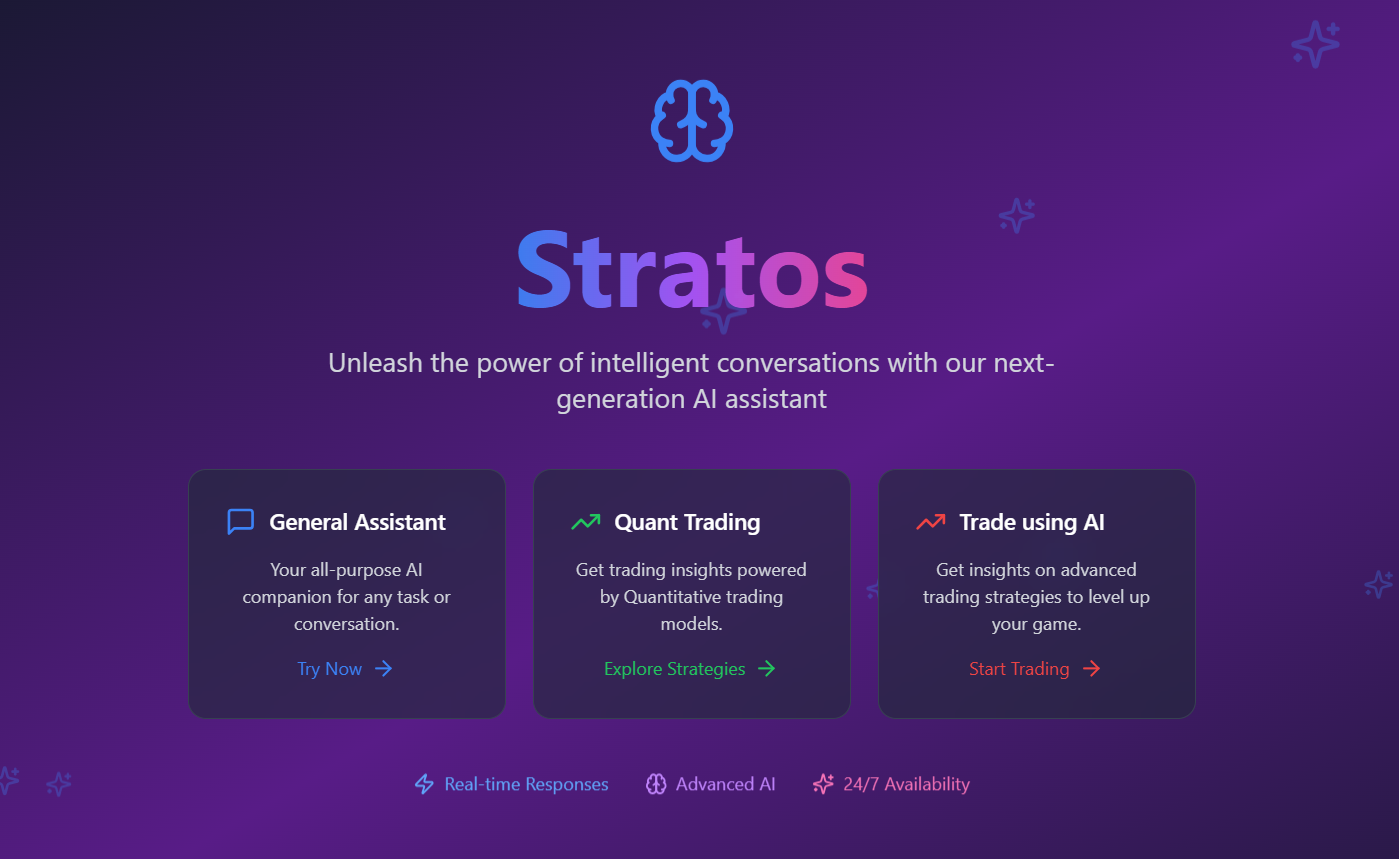 Stratos
Unleash the power of intelligent conversations with our next-
generation AI assistant
General Assistant
Your all-purpose AI
companion for any task or
conversation.
Try Now
Quant Trading
Get trading insights powered
by Quantitative trading
models.
Explore Strategies
Trade using AI
Get insights on advanced
trading strategies to level up
your game.
Start Trading
Real-time Responses
Advanced AI
24/7 Availability